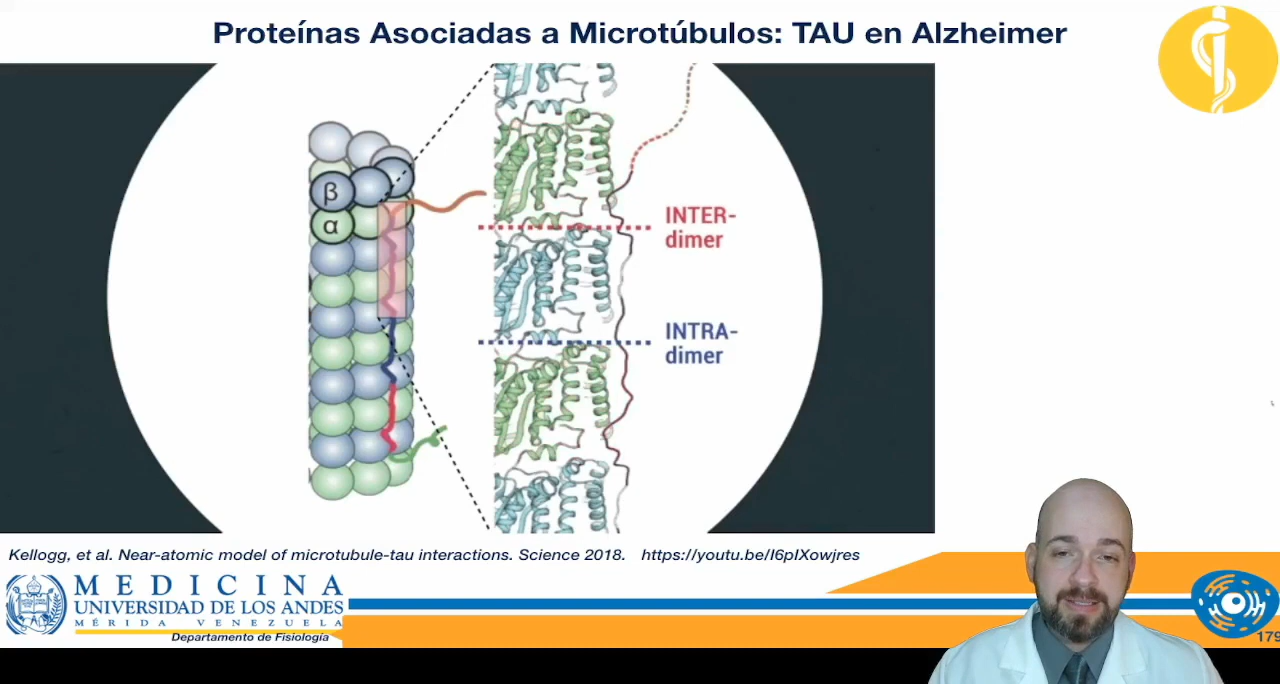 Proteínas Asociadas a Microtúbulos: TAU en Alzheimer
β
α
INTER-
dimer
INTRA-
dimer
Kellogg, et al. Near-atomic model of microtubule-tau interactions. Science 2018. https://youtu.be/I6pIXowjres
MEDICINA
UNIVERSIDAD DE LOS ANDES
MÉRIDA VENEZUELA
Departamento de Fisiología
179